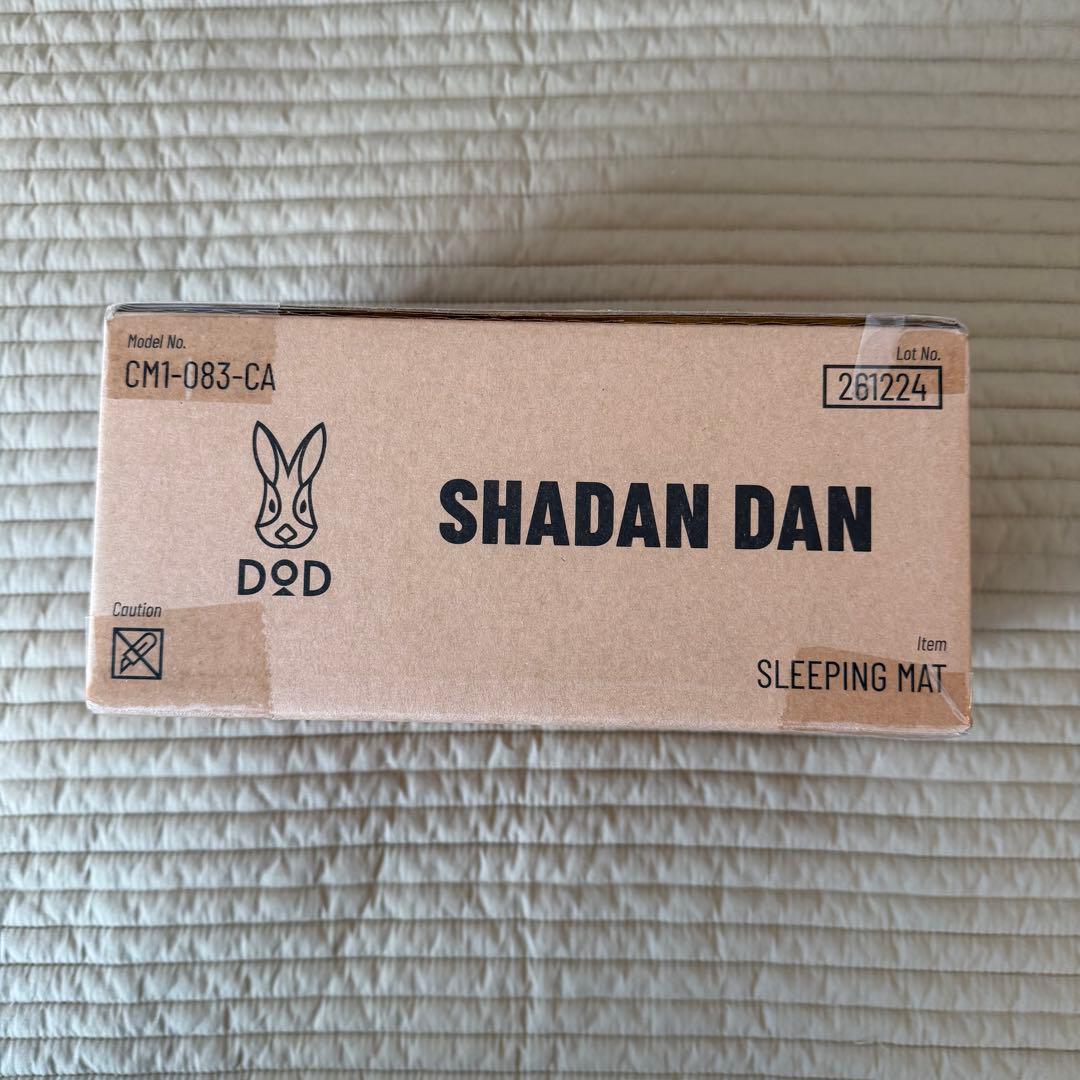 Model No.
CM1-083-CA
Lot No.
261224
DOD
SHADAN DAN
Caution
Item
SLEEPING MAT